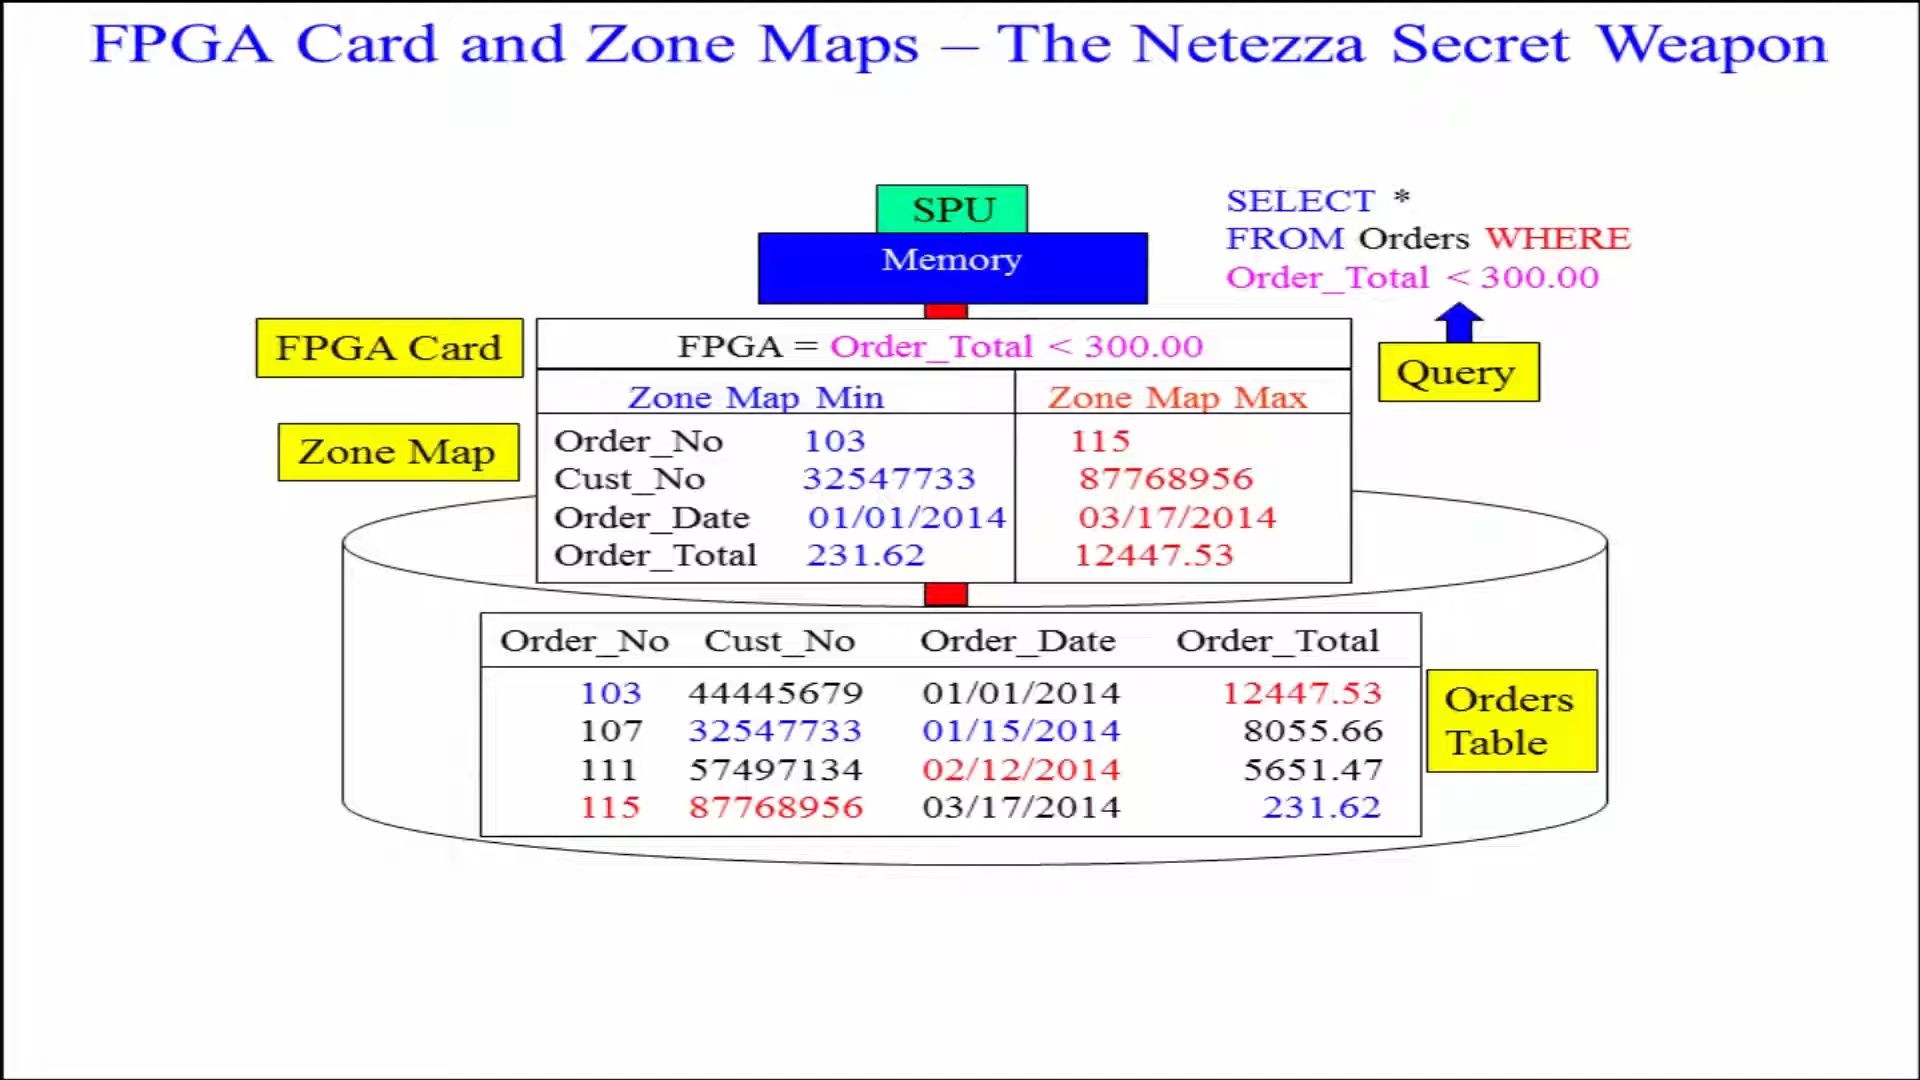 FPGA Card and Zone Maps – The Netezza Secret Weapon
SPU
Memory
SELECT *
FROM Orders WHERE
Order_Total < 300.00
Query
FPGA Card
FPGA = Order_Total < 300.00
Zone Map
Zone Map Min Zone Map Max
Order_No 103 115
Cust_No 32547733 87768956
Order_Date 01/01/2014 03/17/2014
Order_Total 231.62 12447.53
Order_No Cust_No Order_Date Order_Total
103 44445679 01/01/2014 12447.53
107 32547733 01/15/2014 8055.66
111 57497134 02/12/2014 5651.47
115 87768956 03/17/2014 231.62
Orders
Table